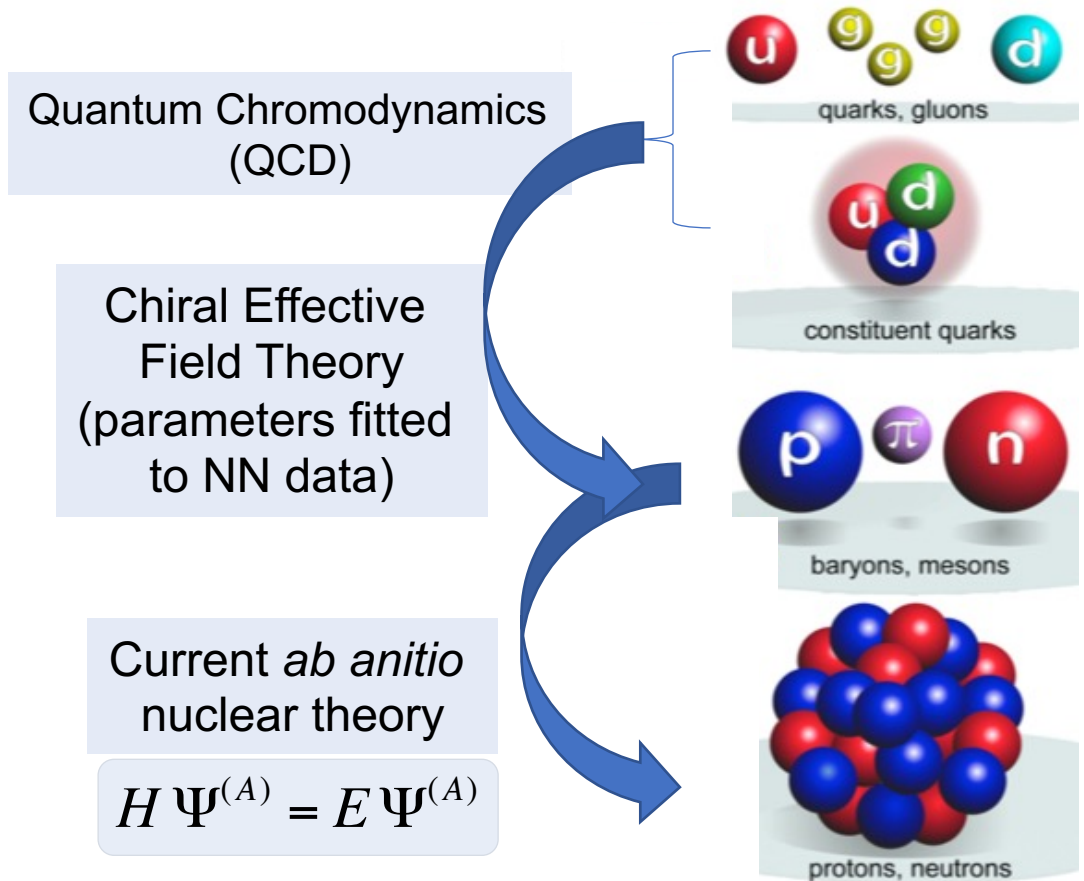 Quantum Chromodynamics
(QCD)
u g g g d
quarks, gluons
u d d
constituent quarks
Chiral Effective
Field Theory
(parameters fitted
to NN data)
p π n
baryons, mesons
Current ab anitio
nuclear theory
H Ψ^(A) = E Ψ^(A)
protons, neutrons